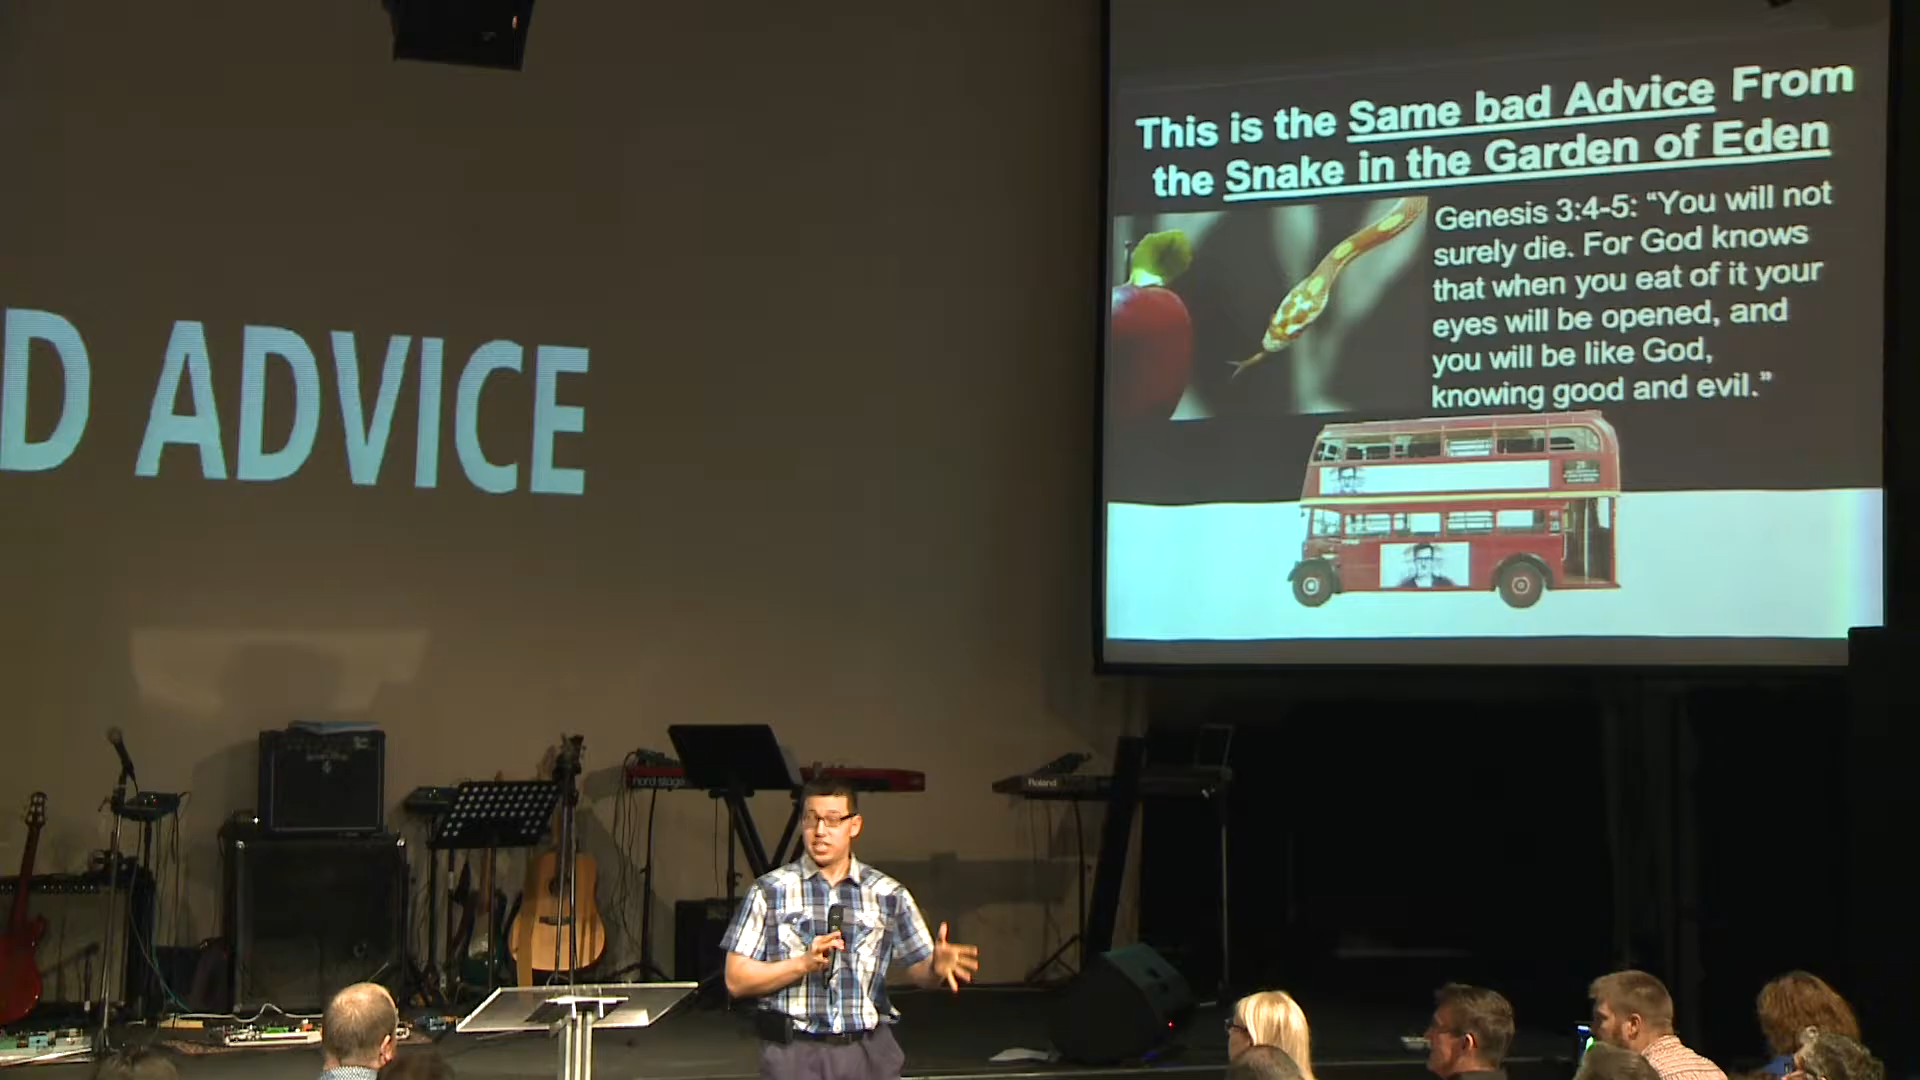 D ADVICE
This is the Same bad Advice From
the Snake in the Garden of Eden
Genesis 3:4-5: “You will not
surely die. For God knows
that when you eat of it your
eyes will be opened, and
you will be like God,
knowing good and evil.”
nord stage
Roland